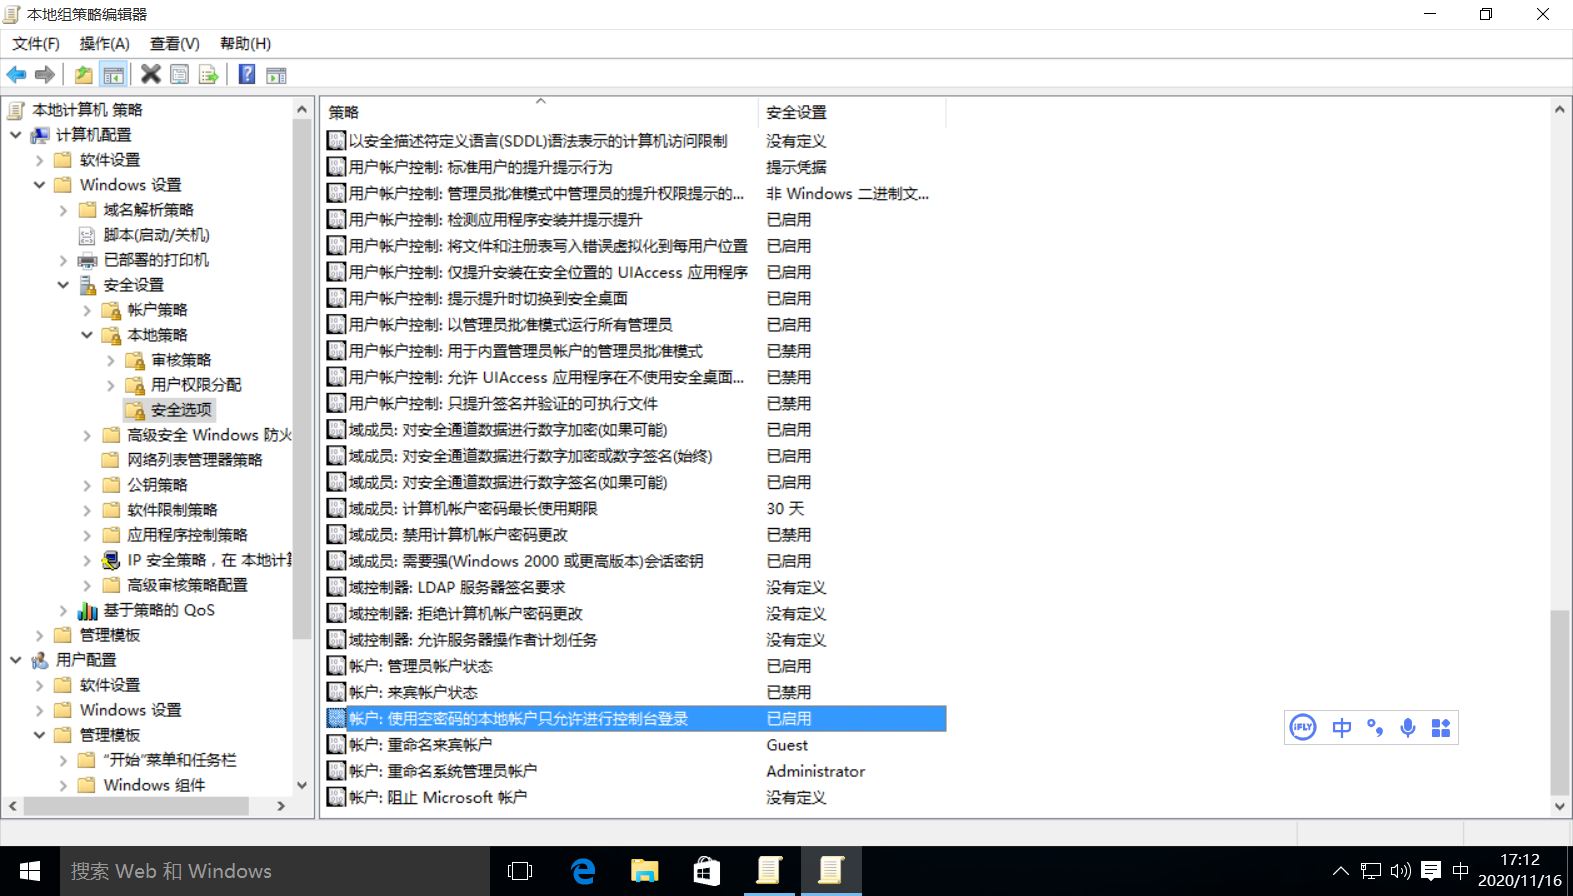 本地组策略编辑器
文件(F) 操作(A) 查看(V) 帮助(H)
本地计算机 策略
计算机配置
软件设置
Windows 设置
域名解析策略
脚本(启动/关机)
已部署的打印机
安全设置
帐户策略
本地策略
审核策略
用户权限分配
安全选项
高级安全 Windows 防火
网络列表管理器策略
公钥策略
软件限制策略
应用程序控制策略
IP 安全策略，在 本地计
高级审核策略配置
基于策略的 QoS
管理模板
用户配置
软件设置
Windows 设置
管理模板
"开始"菜单和任务栏
Windows 组件
策略 安全设置
以安全描述符定义语言(SDDL)语法表示的计算机访问限制 没有定义
用户帐户控制: 标准用户的提升提示行为 提示凭据
用户帐户控制: 管理员批准模式中管理员的提升权限提示的... 非 Windows 二进制文...
用户帐户控制: 检测应用程序安装并提示提升 已启用
用户帐户控制: 将文件和注册表写入错误虚拟化到每用户位置 已启用
用户帐户控制: 仅提升安装在安全位置的 UIAccess 应用程序 已启用
用户帐户控制: 提示提升时切换到安全桌面 已启用
用户帐户控制: 以管理员批准模式运行所有管理员 已启用
用户帐户控制: 用于内置管理员帐户的管理员批准模式 已禁用
用户帐户控制: 允许 UIAccess 应用程序在不使用安全桌面... 已禁用
用户帐户控制: 只提升签名并验证的可执行文件 已禁用
域成员: 对安全通道数据进行数字加密(如果可能) 已启用
域成员: 对安全通道数据进行数字加密或数字签名(始终) 已启用
域成员: 对安全通道数据进行数字签名(如果可能) 已启用
域成员: 计算机帐户密码最长使用期限 30 天
域成员: 禁用计算机帐户密码更改 已禁用
域成员: 需要强(Windows 2000 或更高版本)会话密钥 已启用
域控制器: LDAP 服务器签名要求 没有定义
域控制器: 拒绝计算机帐户密码更改 没有定义
域控制器: 允许服务器操作者计划任务 没有定义
帐户: 管理员帐户状态 已启用
帐户: 来宾帐户状态 已禁用
帐户: 使用空密码的本地帐户只允许进行控制台登录 已启用
帐户: 重命名来宾帐户 Guest
帐户: 重命名系统管理员帐户 Administrator
帐户: 阻止 Microsoft 帐户 没有定义
iFLY 中
搜索 Web 和 Windows
中
17:12
2020/11/16